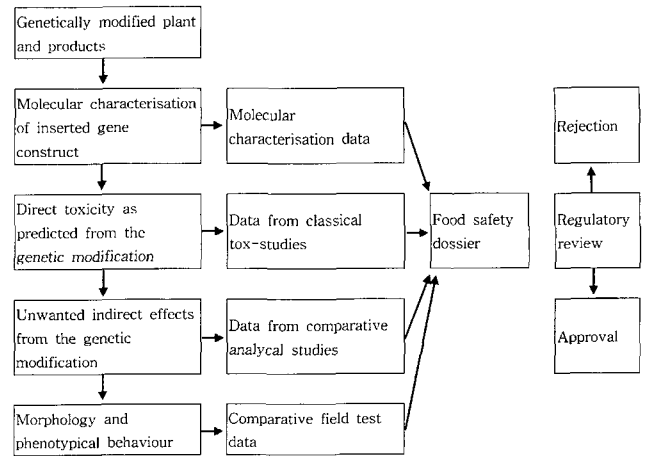 Genetically modified plant
and products
Molecular characterisation
of inserted gene
construct
Molecular
characterisation data
Rejection
Direct toxicity as
predicted from the
genetic modification
Data from classical
tox-studies
Food safety
dossier
Regulatory
review
Unwanted indirect effects
from the genetic
modification
Data from comparative
analycal studies
Approval
Morphology and
phenotypical behaviour
Comparative field test
data